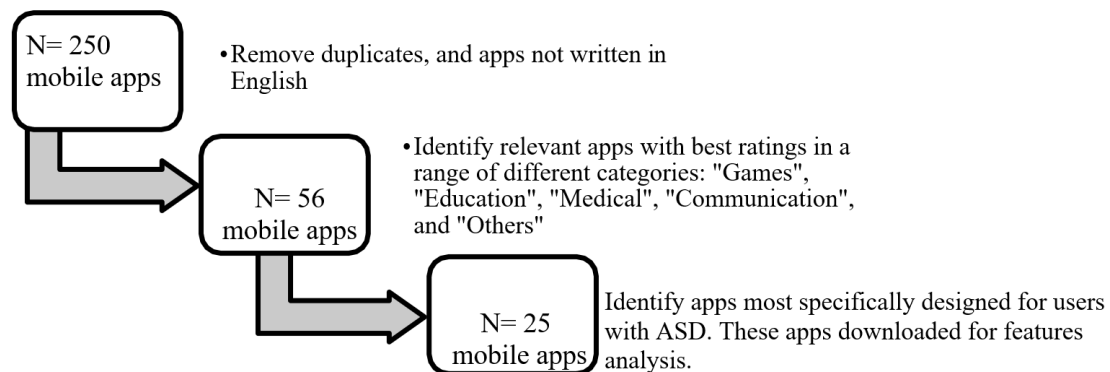 N= 250
mobile apps
•Remove duplicates, and apps not written in
English
N= 56
mobile apps
•Identify relevant apps with best ratings in a
range of different categories: "Games",
"Education", "Medical", "Communication",
and "Others"
N= 25
mobile apps
Identify apps most specifically designed for users
with ASD. These apps downloaded for features
analysis.